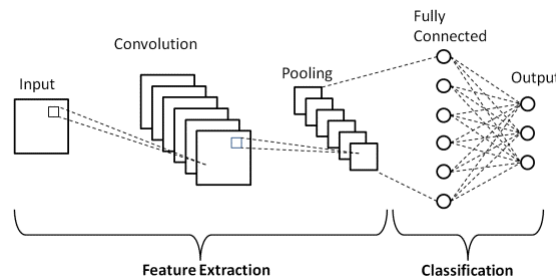 Fully
Connected
Convolution
Pooling
Input
Output
Feature Extraction
Classification